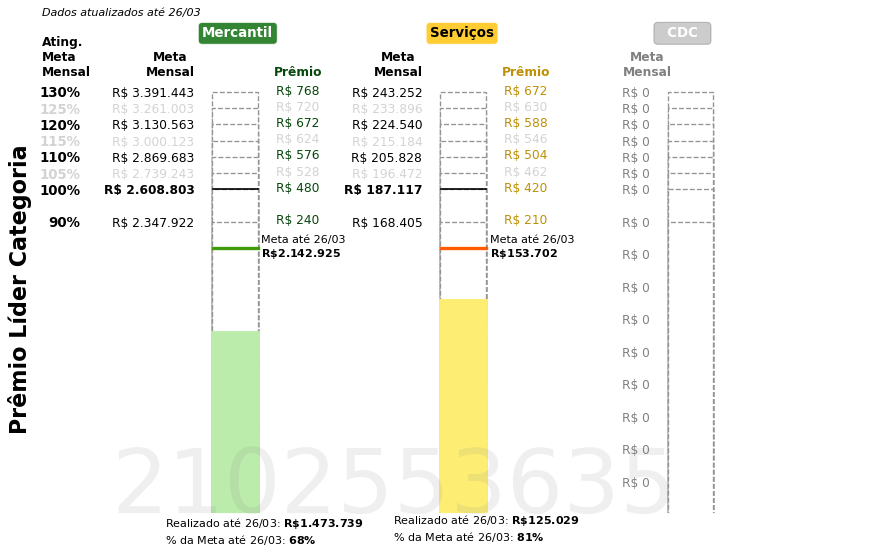 Dados atualizados até 26/03
Mercantil Serviços CDC
Ating. Meta Mensal
Meta Mensal Prêmio Meta Mensal Prêmio Meta Mensal
130% R$ 3.391.443 R$ 768 R$ 243.252 R$ 672 R$ 0
125% R$ 3.261.003 R$ 720 R$ 233.896 R$ 630 R$ 0
120% R$ 3.130.563 R$ 672 R$ 224.540 R$ 588 R$ 0
115% R$ 3.000.123 R$ 624 R$ 215.184 R$ 546 R$ 0
110% R$ 2.869.683 R$ 576 R$ 205.828 R$ 504 R$ 0
105% R$ 2.739.243 R$ 528 R$ 196.472 R$ 462 R$ 0
100% R$ 2.608.803 R$ 480 R$ 187.117 R$ 420 R$ 0
90% R$ 2.347.922 R$ 240 R$ 168.405 R$ 210 R$ 0
Meta até 26/03 Meta até 26/03
R$2.142.925 R$153.702 R$ 0
R$ 0
R$ 0
R$ 0
R$ 0
R$ 0
R$ 0
R$ 0
Prêmio Líder Categoria
2102553635
Realizado até 26/03: R$1.473.739 Realizado até 26/03: R$125.029
% da Meta até 26/03: 68% % da Meta até 26/03: 81%